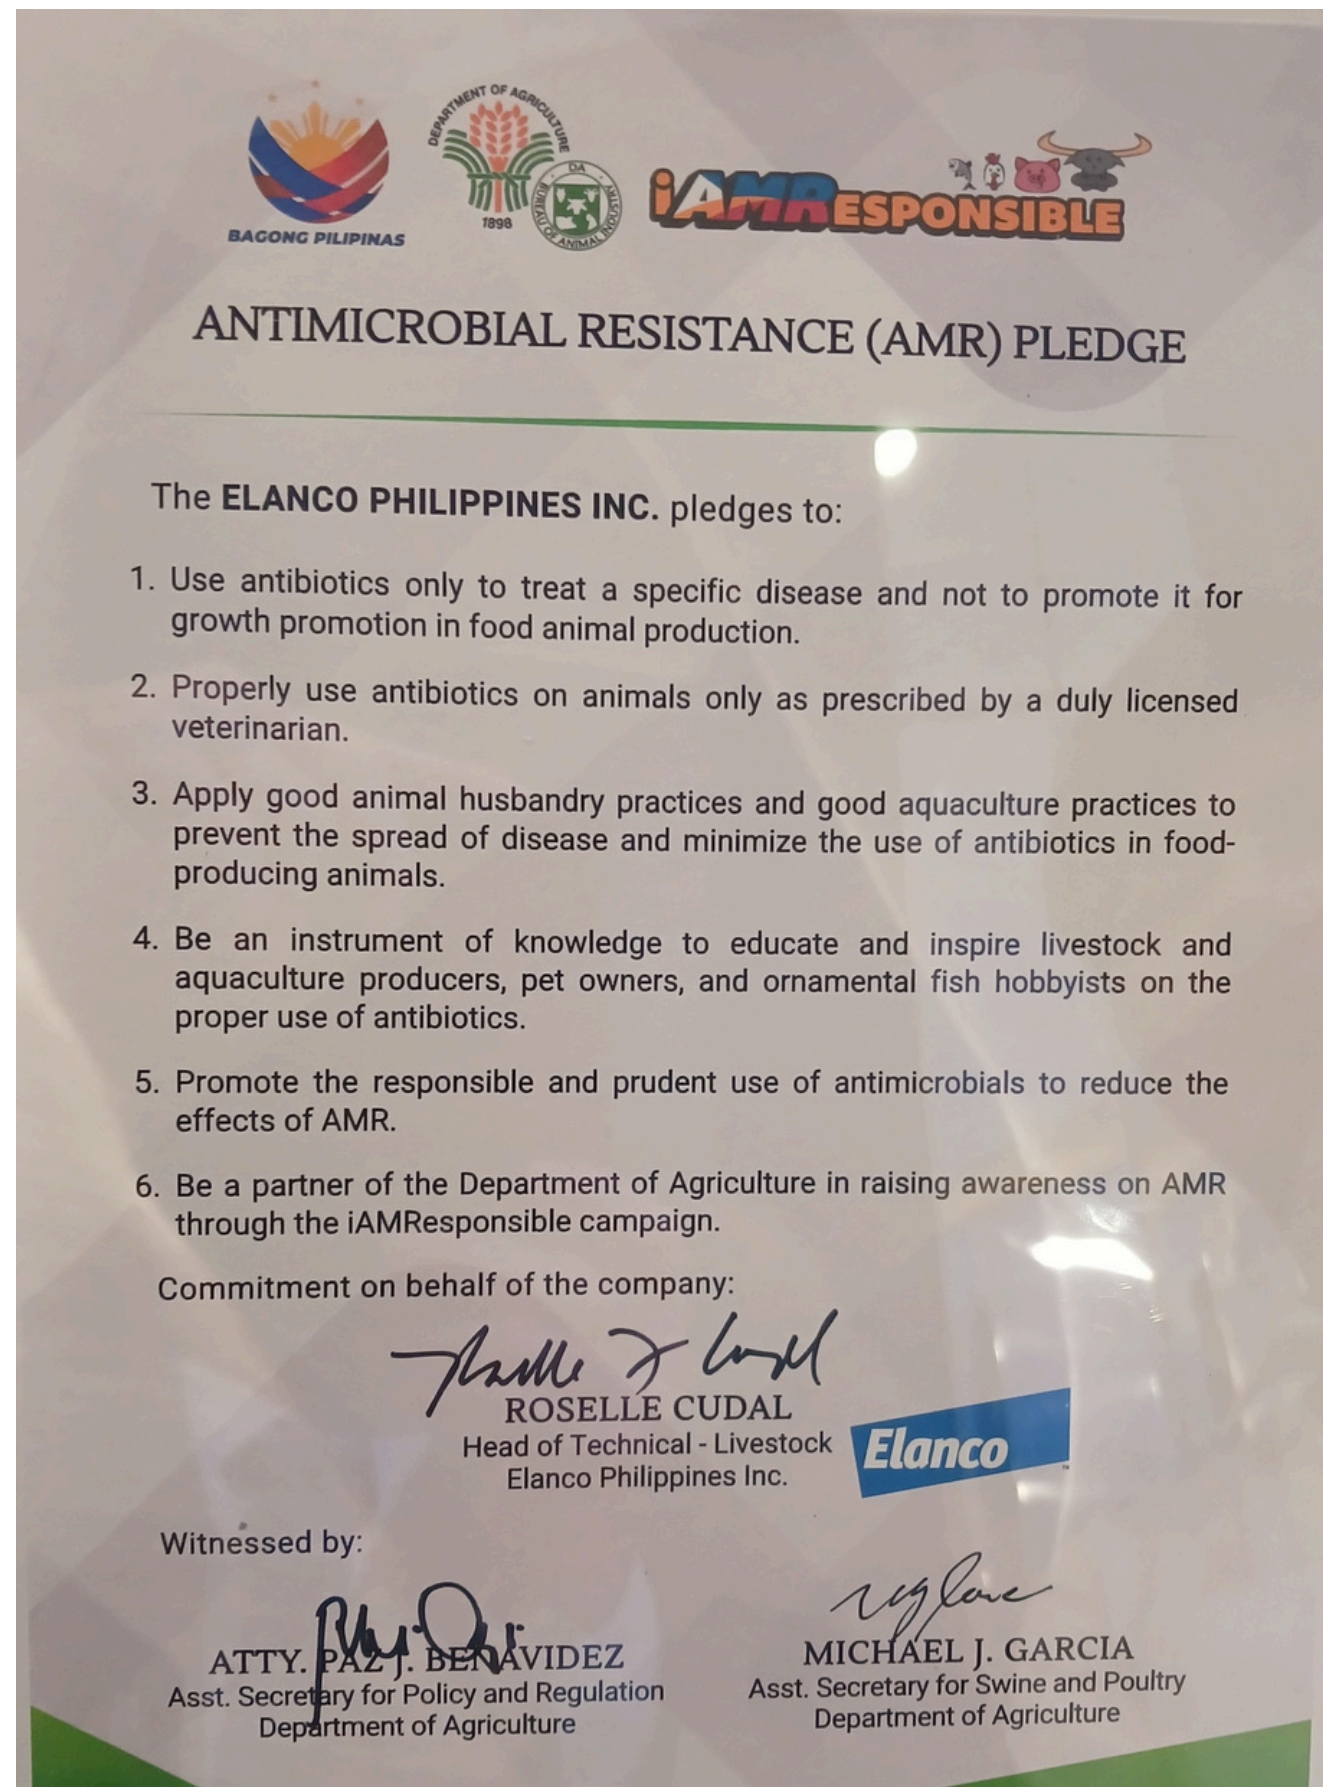 BAGONG PILIPINAS
DEPARTMENT OF AGRICULTURE
1898
DA
BUREAU OF ANIMAL INDUSTRY
iAMRESPONSIBLE
ANTIMICROBIAL RESISTANCE (AMR) PLEDGE
The ELANCO PHILIPPINES INC. pledges to:
1. Use antibiotics only to treat a specific disease and not to promote it for
growth promotion in food animal production.
2. Properly use antibiotics on animals only as prescribed by a duly licensed
veterinarian.
3. Apply good animal husbandry practices and good aquaculture practices to
prevent the spread of disease and minimize the use of antibiotics in food-
producing animals.
4. Be an instrument of knowledge to educate and inspire livestock and
aquaculture producers, pet owners, and ornamental fish hobbyists on the
proper use of antibiotics.
5. Promote the responsible and prudent use of antimicrobials to reduce the
effects of AMR.
6. Be a partner of the Department of Agriculture in raising awareness on AMR
through the iAMResponsible campaign.
Commitment on behalf of the company:
ROSELLE CUDAL
Head of Technical - Livestock
Elanco Philippines Inc.
Elanco
Witnessed by:
ATTY. PAZ J. BENAVIDEZ
Asst. Secretary for Policy and Regulation
Department of Agriculture
MICHAEL J. GARCIA
Asst. Secretary for Swine and Poultry
Department of Agriculture